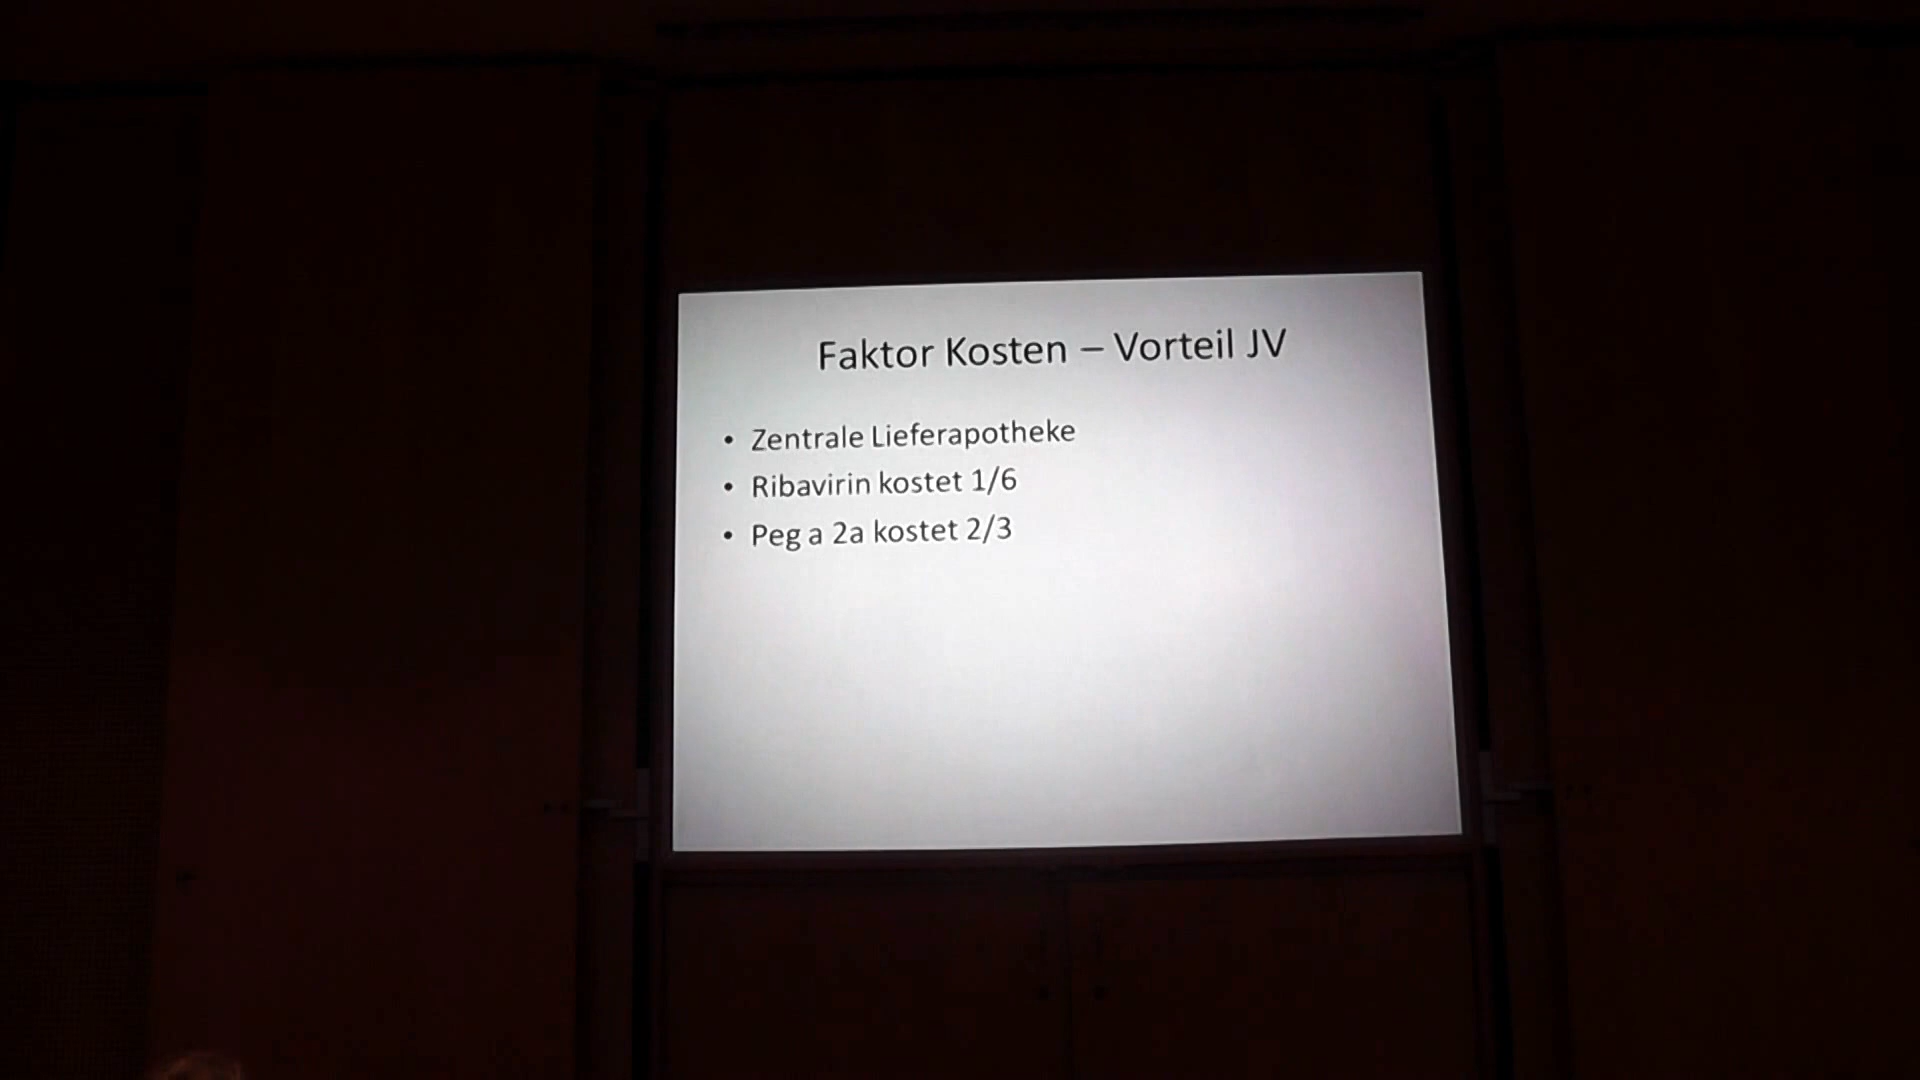 Faktor Kosten – Vorteil JV
• Zentrale Lieferapotheke
• Ribavirin kostet 1/6
• Peg a 2a kostet 2/3